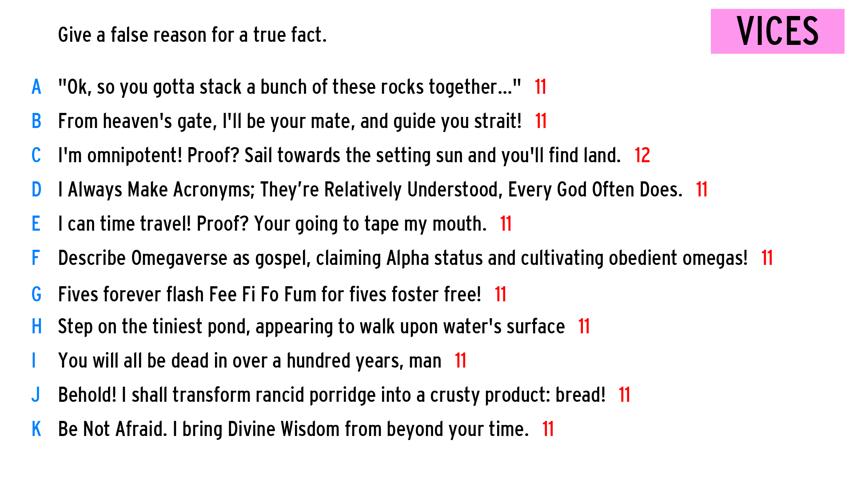 VICES
Give a false reason for a true fact.
A "Ok, so you gotta stack a bunch of these rocks together..." 11
B From heaven's gate, I'll be your mate, and guide you strait! 11
C I'm omnipotent! Proof? Sail towards the setting sun and you'll find land. 12
D I Always Make Acronyms; They're Relatively Understood, Every God Often Does. 11
E I can time travel! Proof? Your going to tape my mouth. 11
F Describe Omegaverse as gospel, claiming Alpha status and cultivating obedient omegas! 11
G Fives forever flash Fee Fi Fo Fum for fives foster free! 11
H Step on the tiniest pond, appearing to walk upon water's surface 11
I You will all be dead in over a hundred years, man 11
J Behold! I shall transform rancid porridge into a crusty product: bread! 11
K Be Not Afraid. I bring Divine Wisdom from beyond your time. 11